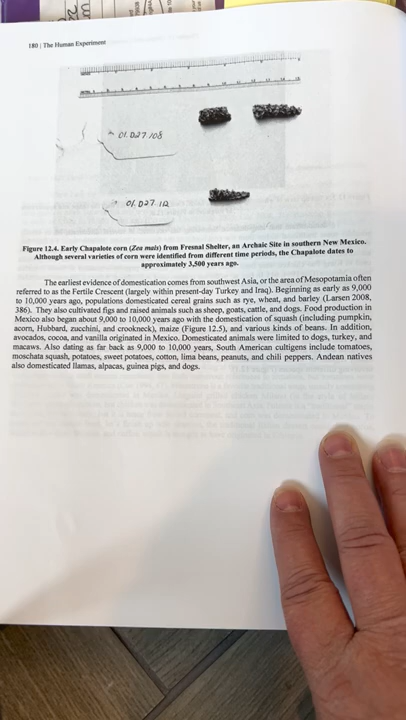 180 | The Human Experiment
01.027.108
01.027.12
Figure 12.4. Early Chapalote corn (Zea mais) from Fresnal Shelter, an Archaic Site in southern New Mexico.
Although several varieties of corn were identified from different time periods, the Chapalote dates to
approximately 3,500 years ago.
The earliest evidence of domestication comes from southwest Asia, or the area of Mesopotamia often
referred to as the Fertile Crescent (largely within present-day Turkey and Iraq). Beginning as early as 9,000
to 10,000 years ago, populations domesticated cereal grains such as rye, wheat, and barley (Larsen 2008,
386). They also cultivated figs and raised animals such as sheep, goats, cattle, and dogs. Food production in
Mexico also began about 9,000 to 10,000 years ago with the domestication of squash (including pumpkin,
acorn, Hubbard, zucchini, and crookneck), maize (Figure 12.5), and various kinds of beans. In addition,
avocados, cocoa, and vanilla originated in Mexico. Domesticated animals were limited to dogs, turkey, and
macaws. Also dating as far back as 9,000 to 10,000 years, South American cultigens include tomatoes,
moschata squash, potatoes, sweet potatoes, cotton, lima beans, peanuts, and chili peppers. Andean natives
also domesticated llamas, alpacas, guinea pigs, and dogs.